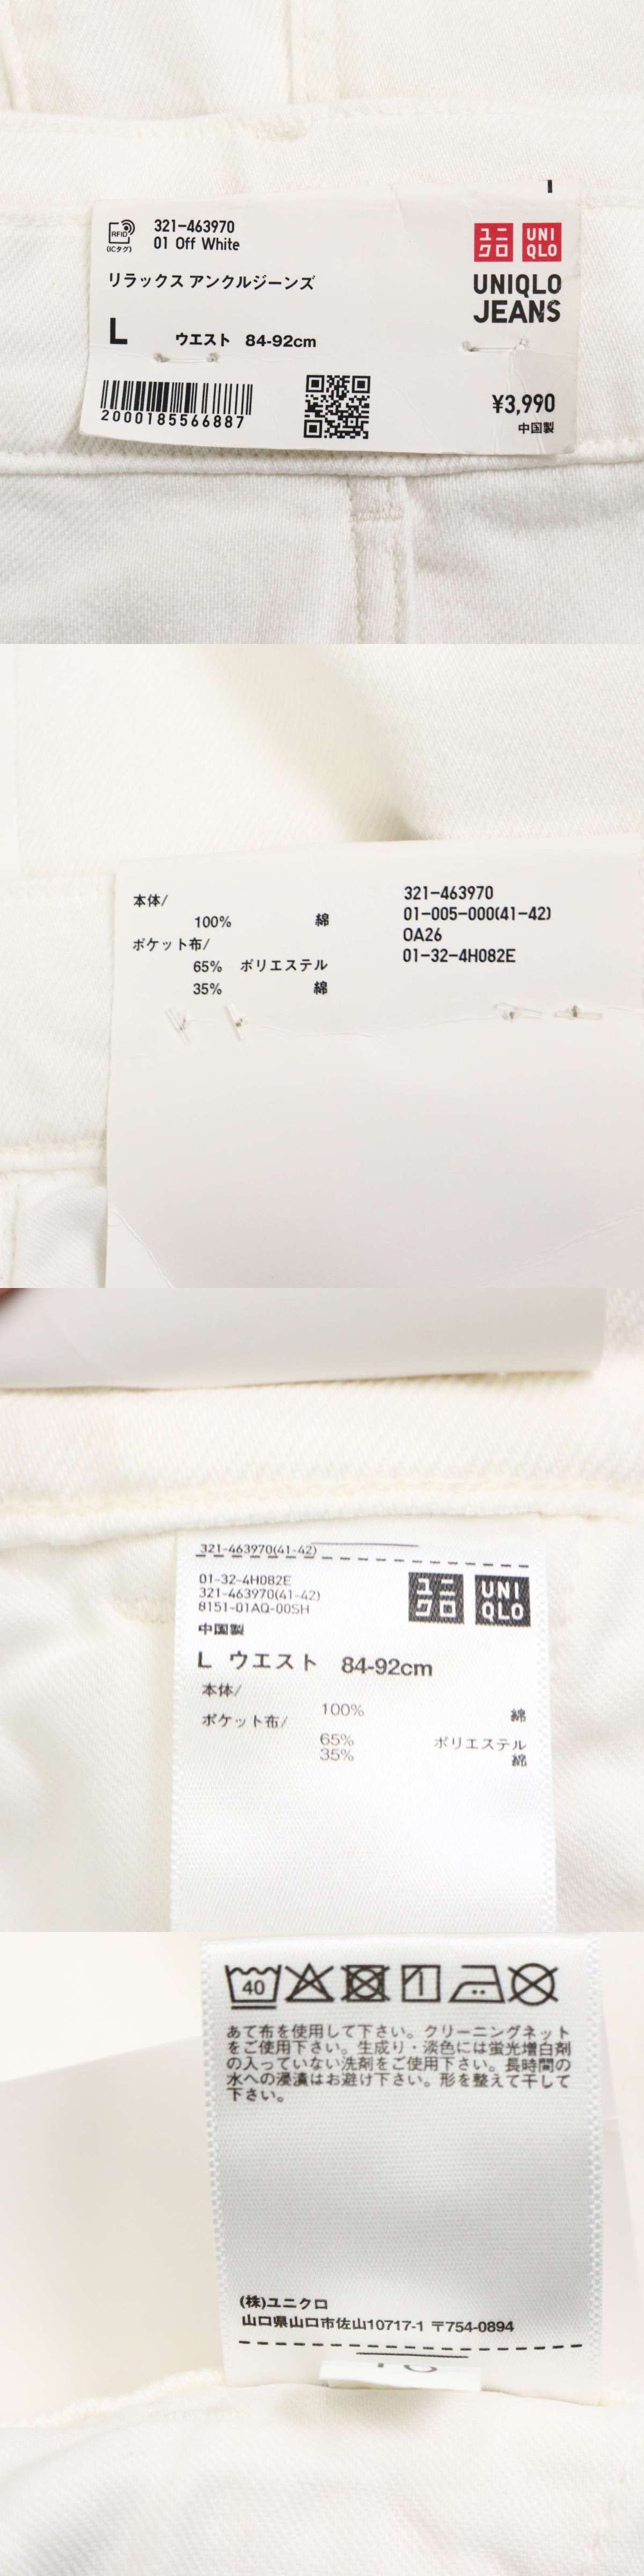 RFID
(ICタグ)
321-463970
01 Off White
ユニ
クロ
UNI
QLO
リラックス アンクルジーンズ
UNIQLO
JEANS
L
ウエスト 84-92cm
2000185566887
¥3,990
中国製
本体/
100% 綿
ポケット布/
65% ポリエステル
35% 綿
321-463970
01-005-000(41-42)
OA26
01-32-4H082E
321-463970(41-42)
01-32-4H082E
321-463970(41-42)
8151-01AQ-00SH
中国製
ユニ
クロ
UNI
QLO
L ウエスト 84-92cm
本体/
100% 綿
ポケット布/
65% ポリエステル
35% 綿
40
あて布を使用して下さい。クリーニングネット
をご使用下さい。生成り・淡色には蛍光増白剤
の入っていない洗剤をご使用下さい。長時間の
水への浸漬はお避け下さい。形を整えて干して
下さい。
(株)ユニクロ
山口県山口市佐山10717-1 〒754-0894